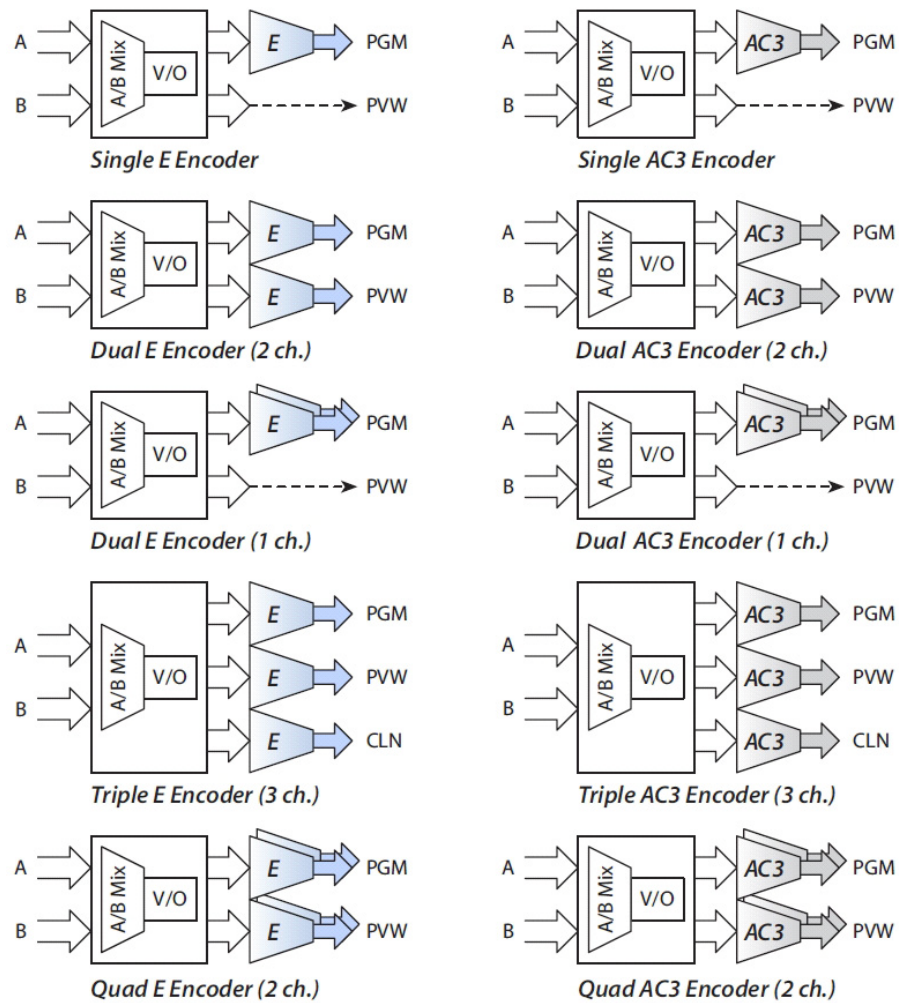 A A/B Mix V/O E PGM
B PVW
Single E Encoder
A A/B Mix V/O AC3 PGM
B PVW
Single AC3 Encoder
A A/B Mix V/O E PGM
B E PVW
Dual E Encoder (2 ch.)
A A/B Mix V/O AC3 PGM
B AC3 PVW
Dual AC3 Encoder (2 ch.)
A A/B Mix V/O E PGM
B PVW
Dual E Encoder (1 ch.)
A A/B Mix V/O AC3 PGM
B PVW
Dual AC3 Encoder (1 ch.)
E PGM
A A/B Mix V/O E PVW
B E CLN
Triple E Encoder (3 ch.)
AC3 PGM
A A/B Mix V/O AC3 PVW
B AC3 CLN
Triple AC3 Encoder (3 ch.)
A A/B Mix V/O E PGM
B E PVW
Quad E Encoder (2 ch.)
A A/B Mix V/O AC3 PGM
B AC3 PVW
Quad AC3 Encoder (2 ch.)